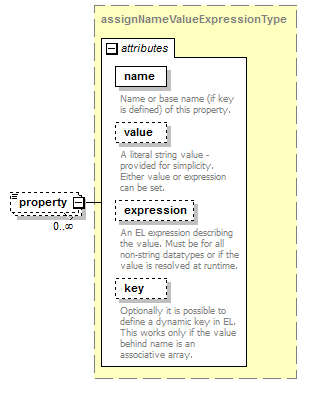 assignNameValueExpressionType
attributes
name
Name or base name (if key
is defined) of this property.
value
A literal string value -
provided for simplicity.
Either value or expression
can be set.
property
0..∞
expression
An EL expression describing
the value. Must be for all
non-string datatypes or if the
value is resolved at runtime.
key
Optionally it is possible to
define a dynamic key in EL.
This works only if the value
behind name is an
associative array.